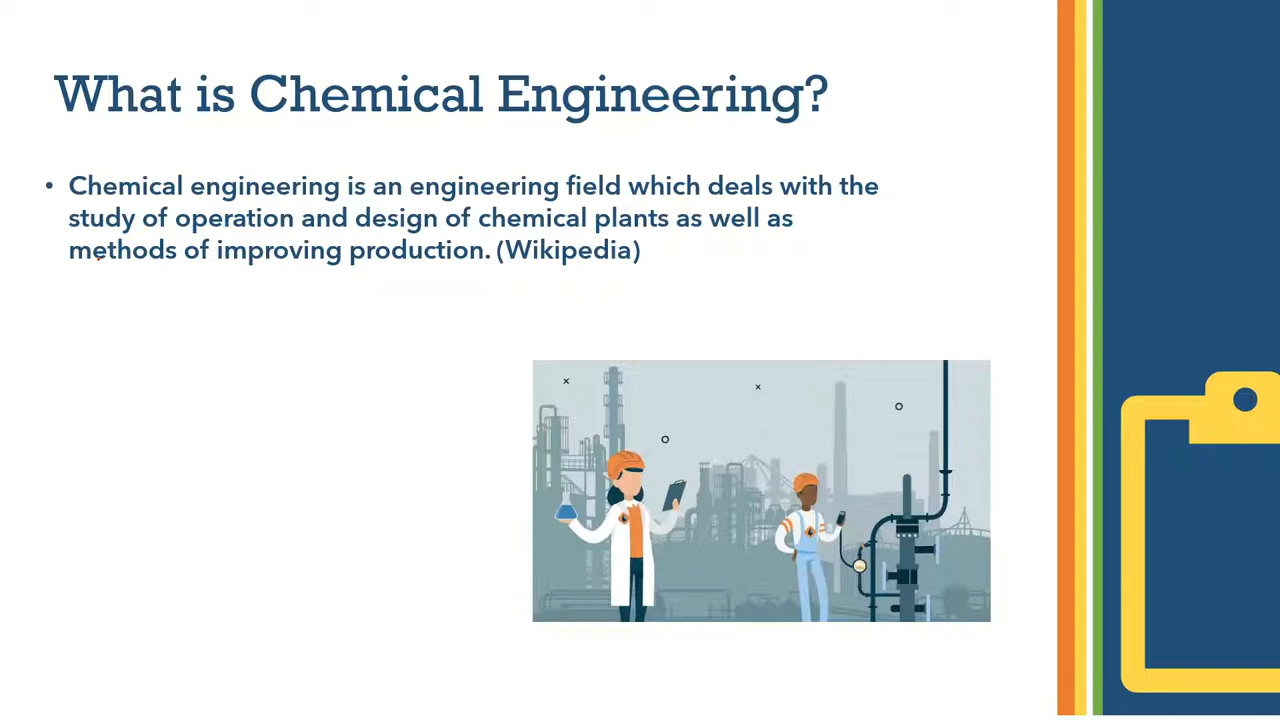 What is Chemical Engineering?
• Chemical engineering is an engineering field which deals with the
study of operation and design of chemical plants as well as
methods of improving production. (Wikipedia)